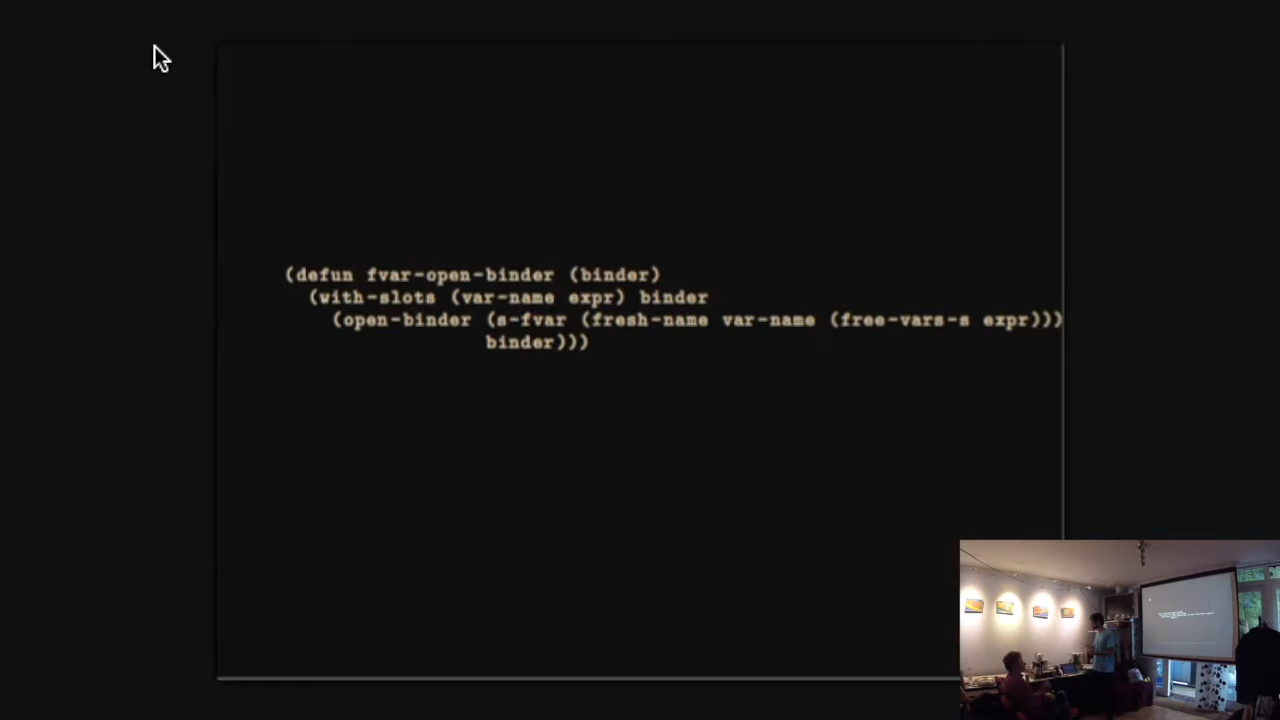 (defun fvar-open-binder (binder)
(with-slots (var-name expr) binder
(open-binder (s-fvar (fresh-name var-name (free-vars-s expr)))
binder)))